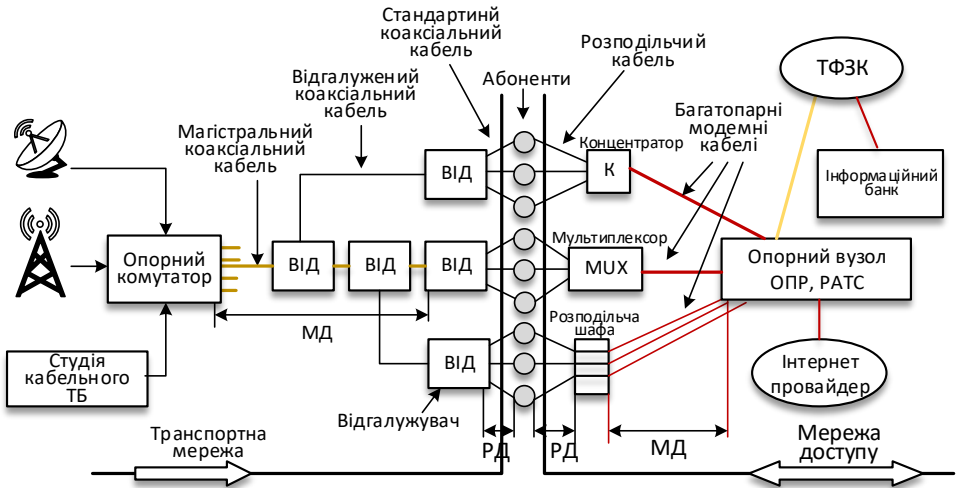 Стандартиний
коаксіальний
кабель
Розподільчий
кабель
Абоненти
ТФЗК
Відгалужений
коаксіальний
кабель
Багатопарні
модемні
кабелі
Магістральний
коаксіальний
кабель
Концентратор
К
ВІД
Інформаційний
банк
Опорний
комутатор
ВІД
ВІД
ВІД
Мультиплексор
MUX
Опорний вузол
ОПР, РАТС
МД
Розподільча
шафа
Студія
кабельного
ТБ
ВІД
Інтернет
провайдер
Відгалужувач
РД
РД
МД
Транспортна
мережа
Мережа
доступу